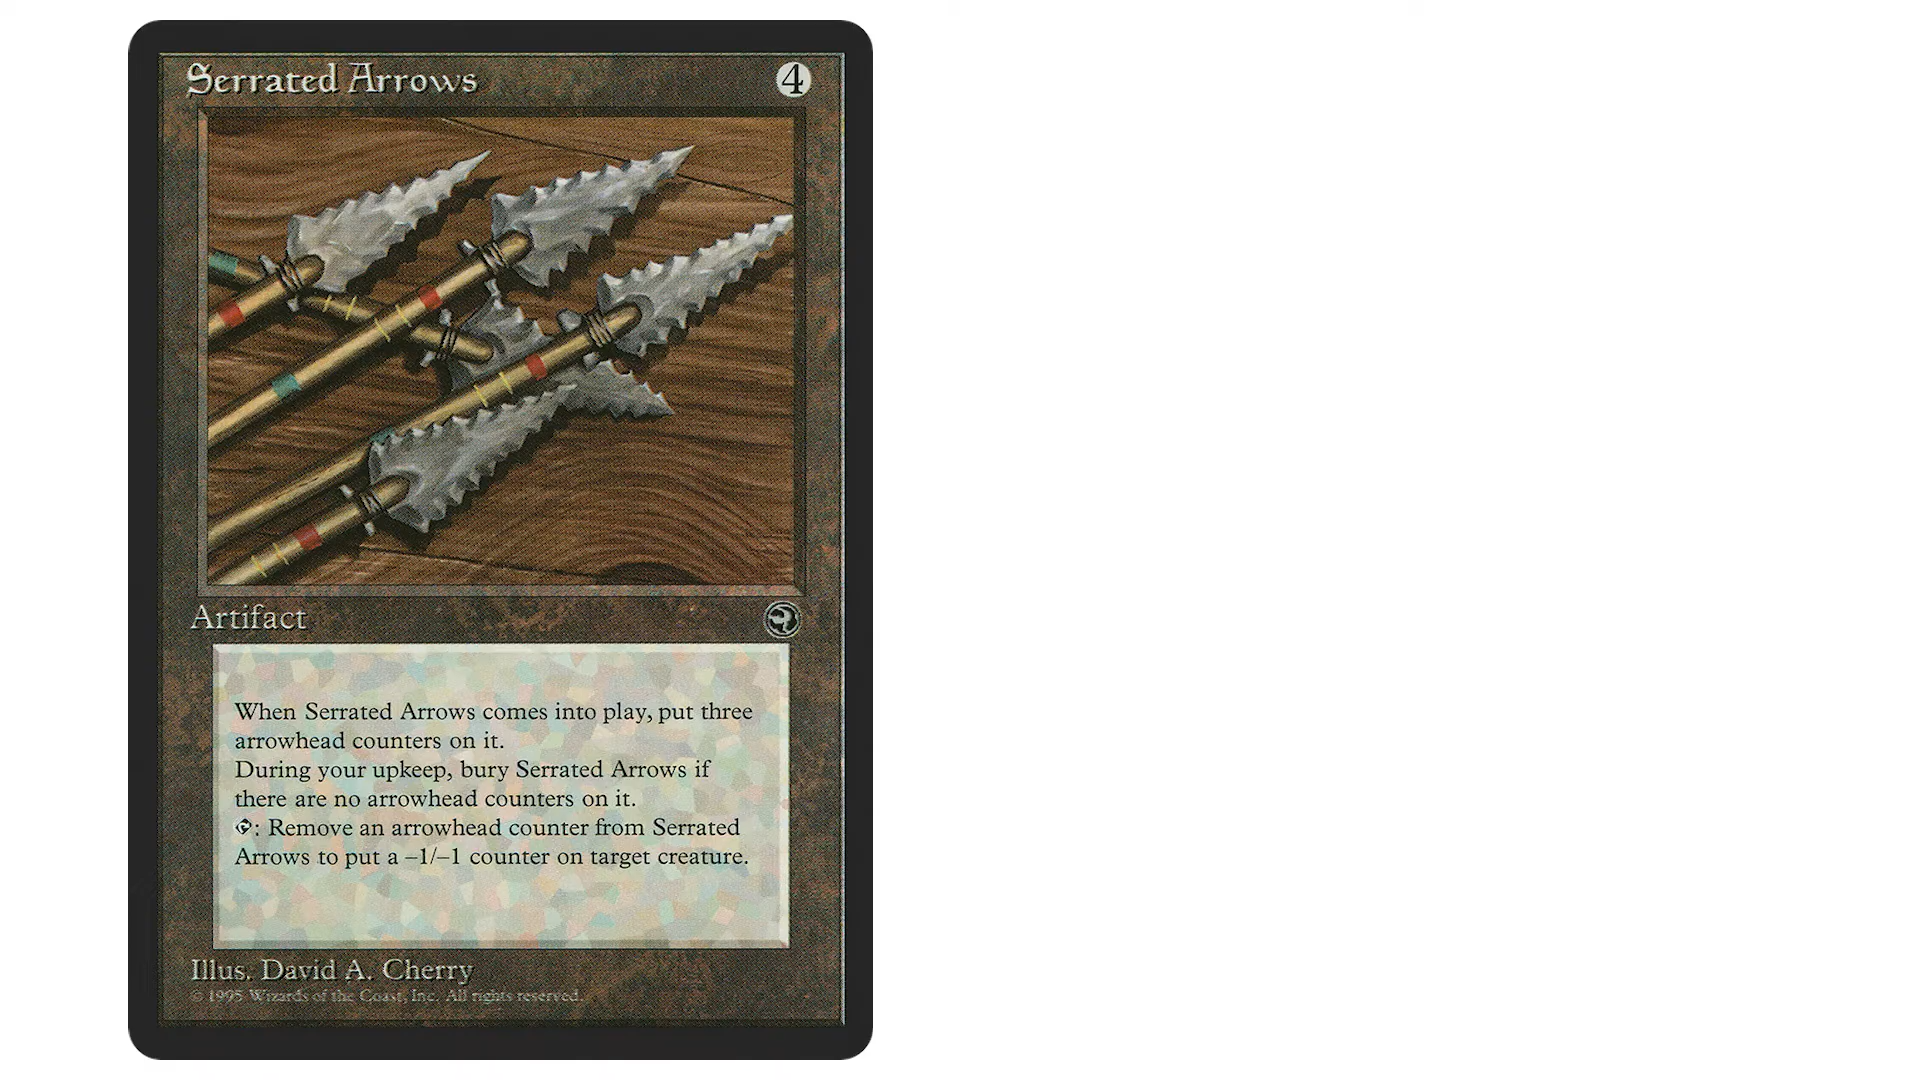 Serrated Arrows 4
Artifact
When Serrated Arrows comes into play, put three
arrowhead counters on it.
During your upkeep, bury Serrated Arrows if
there are no arrowhead counters on it.
: Remove an arrowhead counter from Serrated
Arrows to put a –1/–1 counter on target creature.
Illus. David A. Cherry
© 1995 Wizards of the Coast, Inc. All rights reserved.